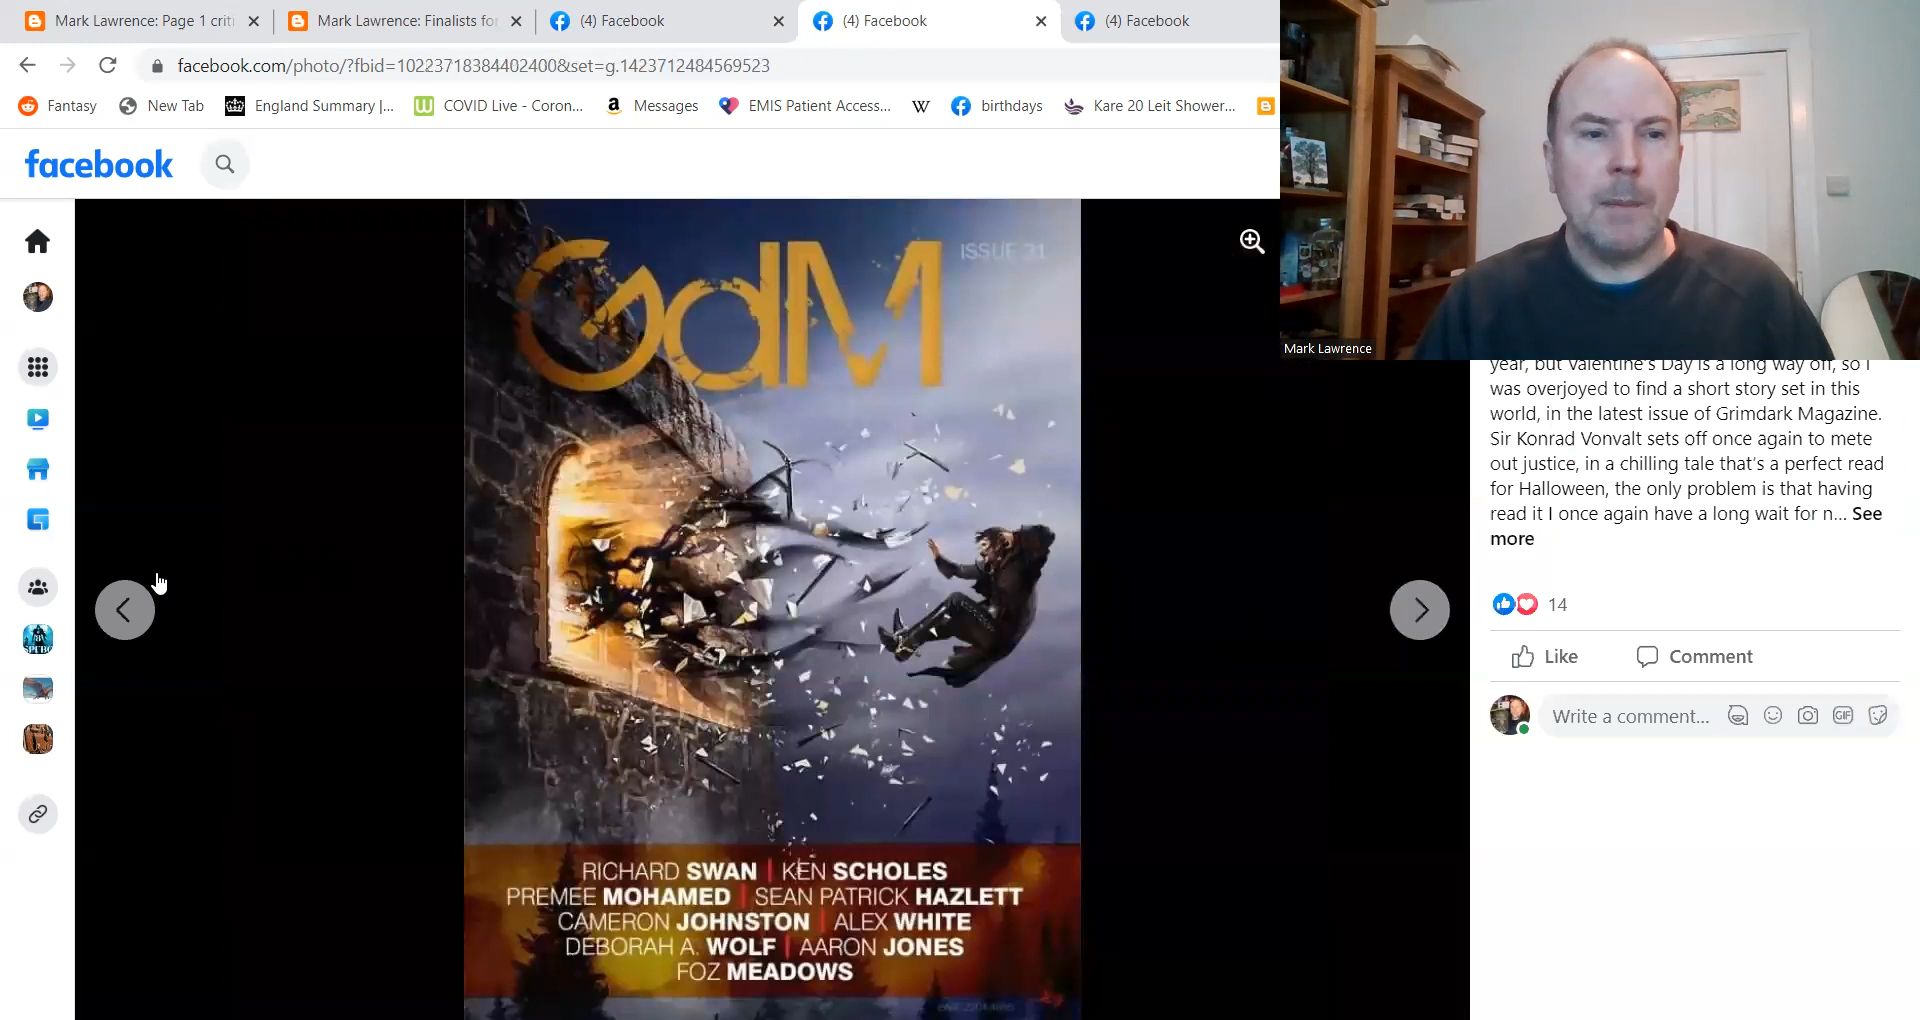 Mark Lawrence: Page 1 criti
Mark Lawrence: Finalists for
(4) Facebook
(4) Facebook
(4) Facebook
facebook.com/photo/?fbid=10223718384402400&set=g.1423712484569523
Fantasy
New Tab
England Summary |...
COVID Live - Coron...
Messages
EMIS Patient Access...
W
birthdays
Kare 20 Leit Shower...
facebook
Mark Lawrence
GdM
ISSUE 31
RICHARD SWAN | KEN SCHOLES
PREMEE MOHAMED | SEAN PATRICK HAZLETT
CAMERON JOHNSTON | ALEX WHITE
DEBORAH A. WOLF | AARON JONES
FOZ MEADOWS
year, but Valentine's Day is a long way off, so I
was overjoyed to find a short story set in this
world, in the latest issue of Grimdark Magazine.
Sir Konrad Vonvalt sets off once again to mete
out justice, in a chilling tale that's a perfect read
for Halloween, the only problem is that having
read it I once again have a long wait for n... See
more
14
Like
Comment
Write a comment...
GIF